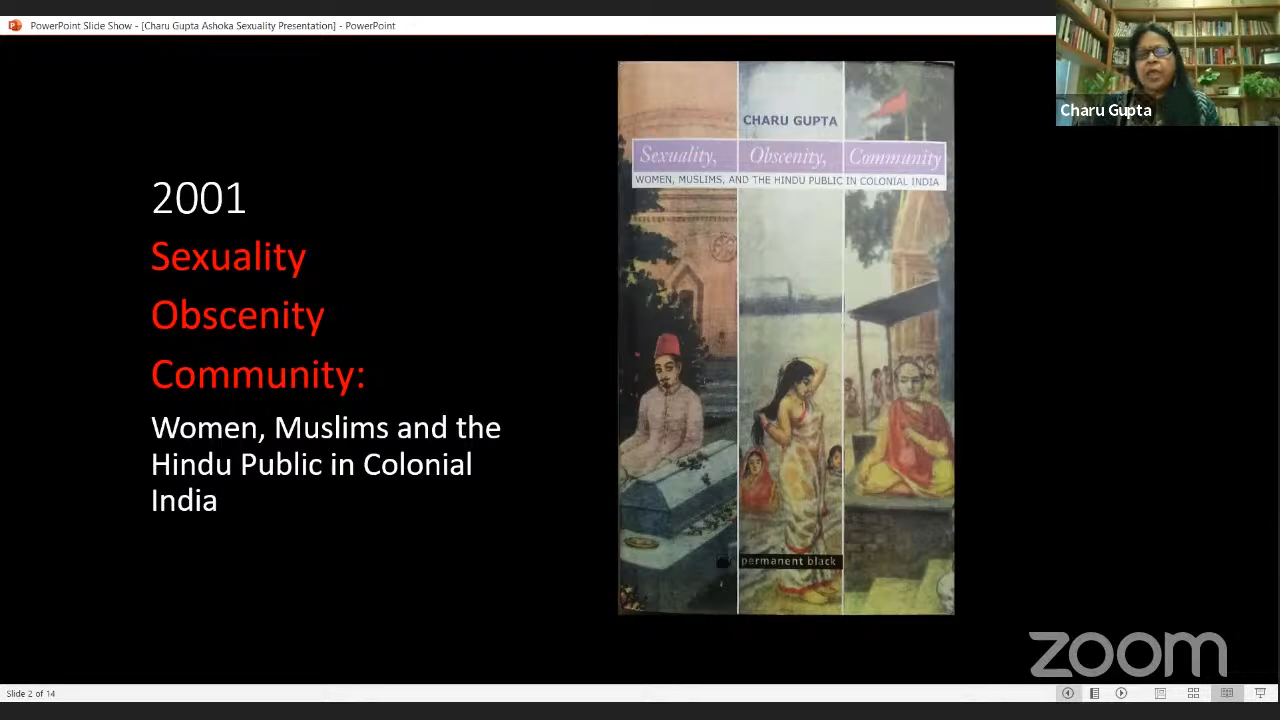 PowerPoint Slide Show - [Charu Gupta Ashoka Sexuality Presentation] - PowerPoint
Charu Gupta
2001
Sexuality
Obscenity
Community:
Women, Muslims and the
Hindu Public in Colonial
India
CHARU GUPTA
Sexuality, Obscenity, Community
WOMEN, MUSLIMS, AND THE HINDU PUBLIC IN COLONIAL INDIA
permanent black
zoom
Slide 2 of 14